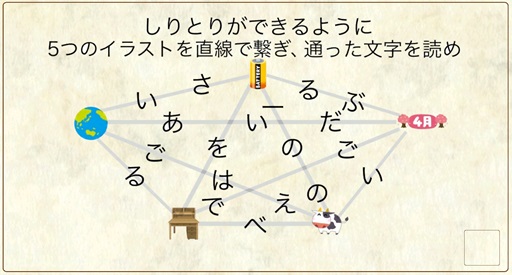 しりとりができるように
5つのイラストを直線で繋ぎ、通った文字を読め
さ る
い ー ぶ
あ い だ 4月
ご を の ご
る は い
で え の
べ